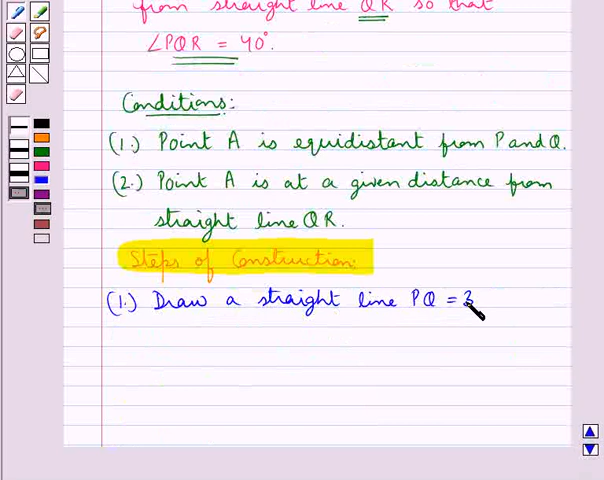 from straight line QR so that
∠PQR = 40°.
Conditions:
(1.) Point A is equidistant from P and Q.
(2.) Point A is at a given distance from
straight line QR.
Steps of Construction:
(1.) Draw a straight line PQ = 3